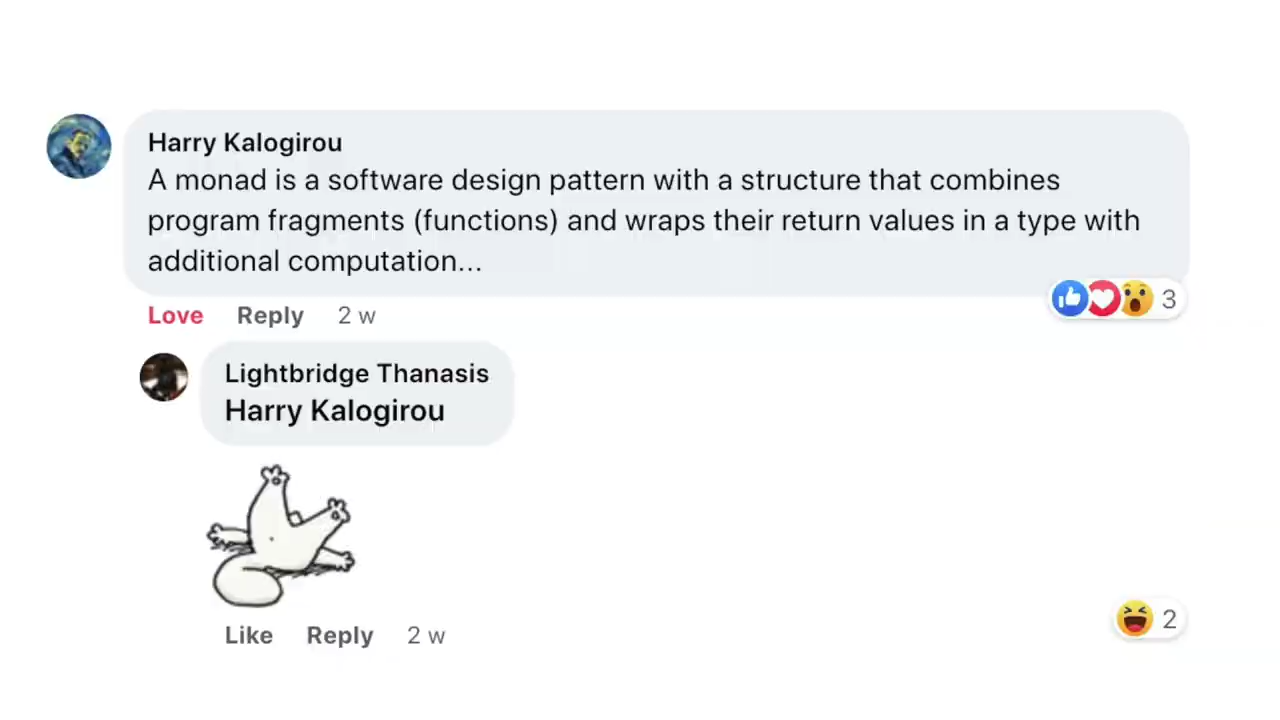 Harry Kalogirou
A monad is a software design pattern with a structure that combines
program fragments (functions) and wraps their return values in a type with
additional computation...
3
Love Reply 2 w
Lightbridge Thanasis
Harry Kalogirou
Like Reply 2 w
2